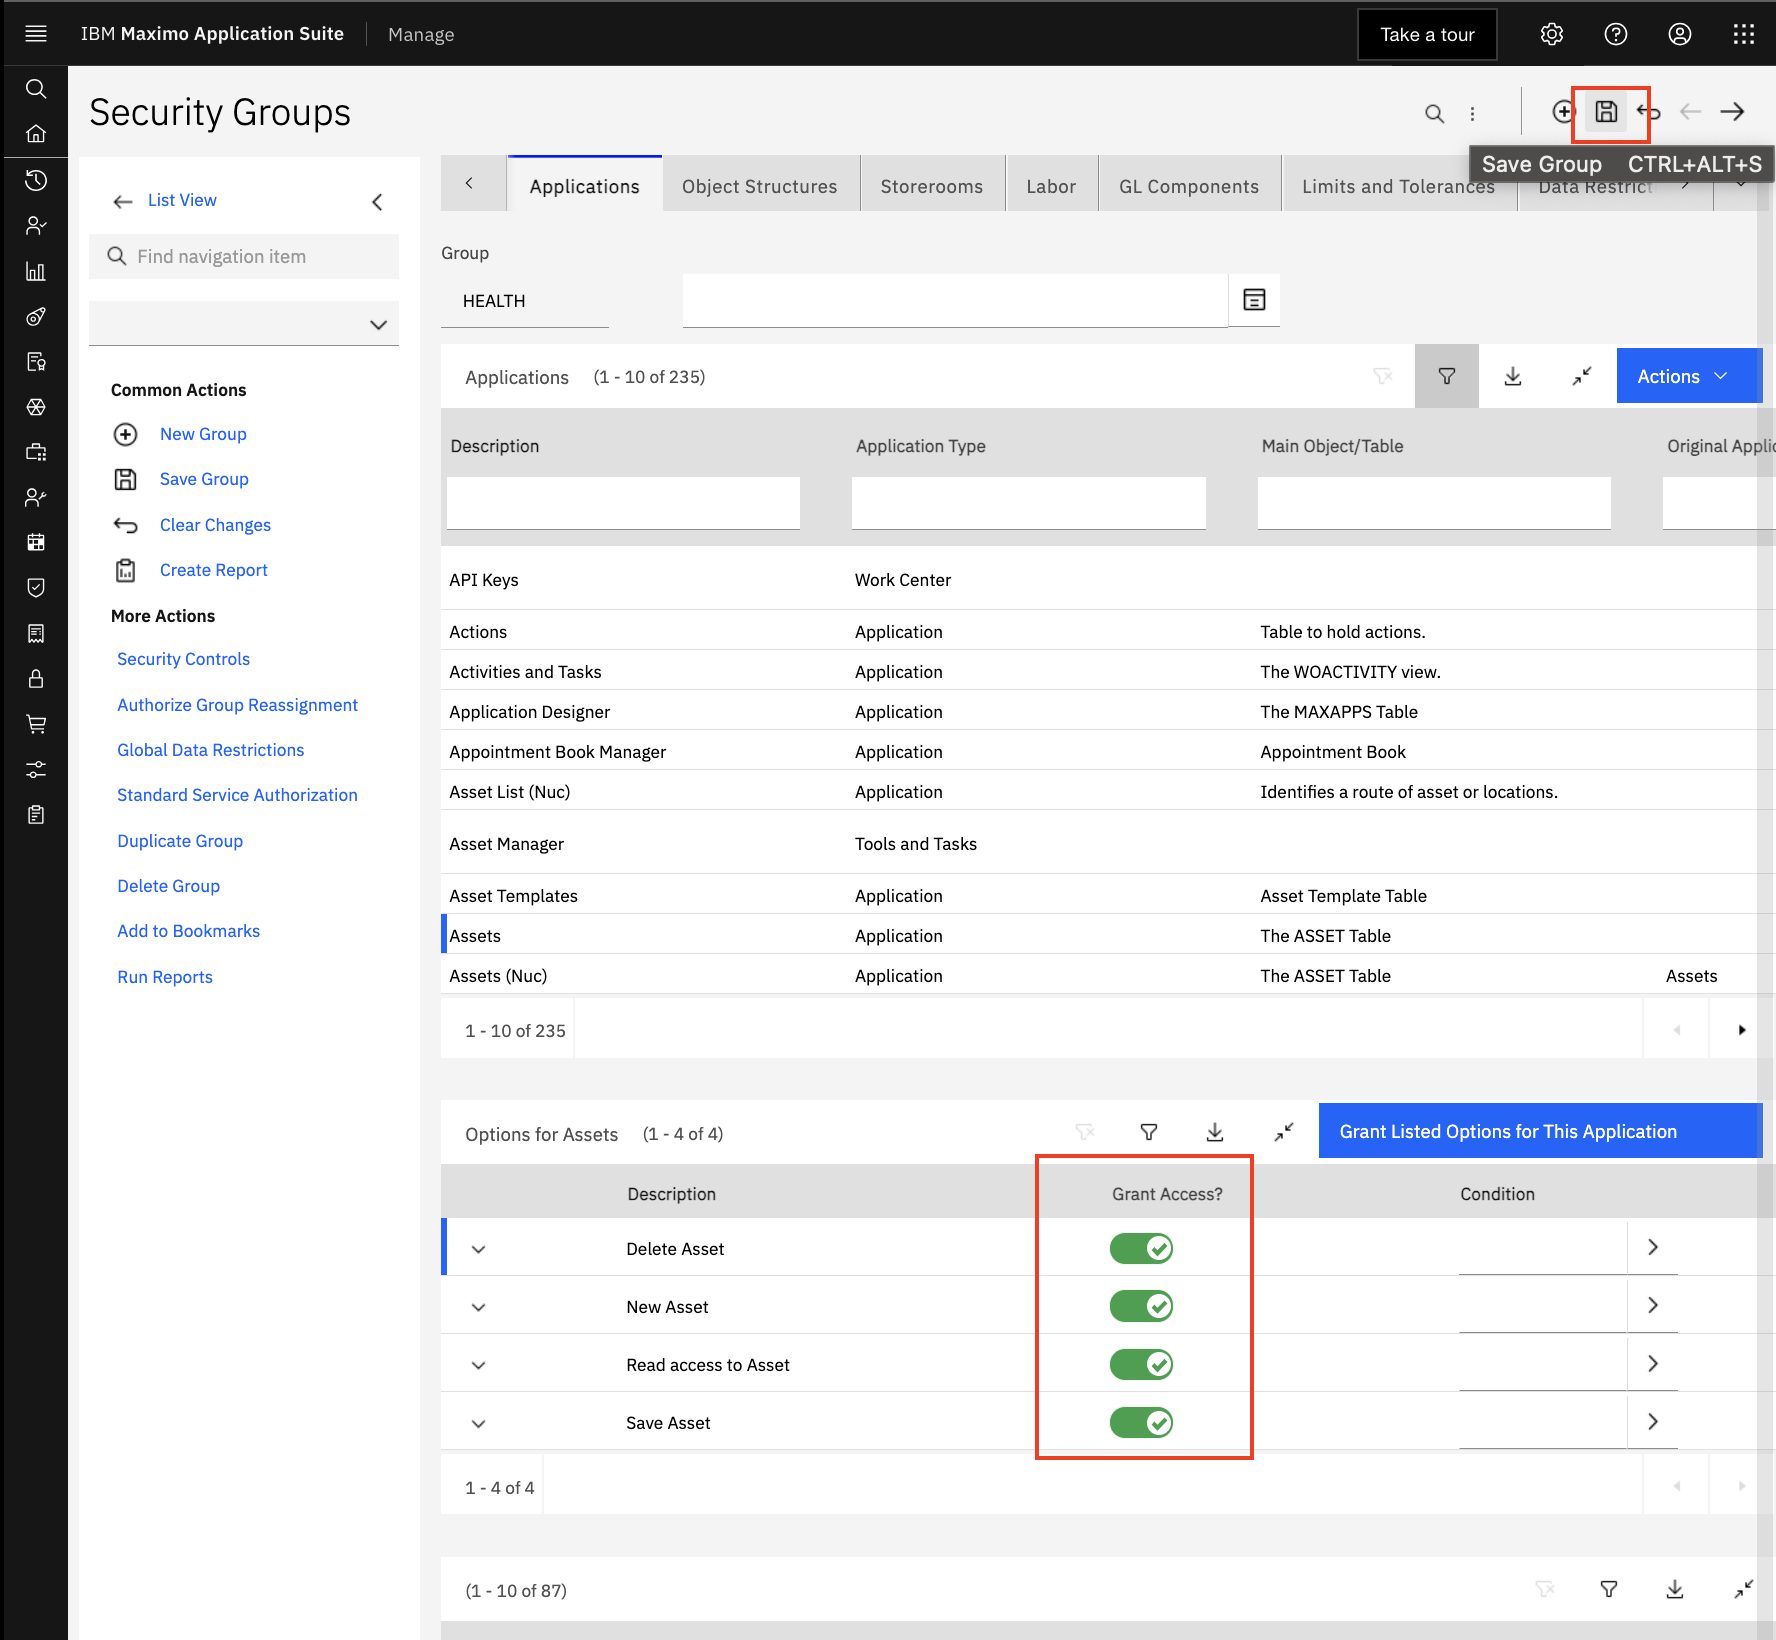 IBM Maximo Application Suite Manage Take a tour
Security Groups
Save Group CTRL+ALT+S
List View
Find navigation item
Common Actions
New Group
Save Group
Clear Changes
Create Report
More Actions
Security Controls
Authorize Group Reassignment
Global Data Restrictions
Standard Service Authorization
Duplicate Group
Delete Group
Add to Bookmarks
Run Reports
Applications Object Structures Storerooms Labor GL Components Limits and Tolerances Data Restrict
Group
HEALTH
Applications (1 - 10 of 235) Actions
Description Application Type Main Object/Table Original Applic
API Keys Work Center
Actions Application Table to hold actions.
Activities and Tasks Application The WOACTIVITY view.
Application Designer Application The MAXAPPS Table
Appointment Book Manager Application Appointment Book
Asset List (Nuc) Application Identifies a route of asset or locations.
Asset Manager Tools and Tasks
Asset Templates Application Asset Template Table
Assets Application The ASSET Table
Assets (Nuc) Application The ASSET Table Assets
1 - 10 of 235
Options for Assets (1 - 4 of 4) Grant Listed Options for This Application
Description Grant Access? Condition
Delete Asset
New Asset
Read access to Asset
Save Asset
1 - 4 of 4
(1 - 10 of 87)